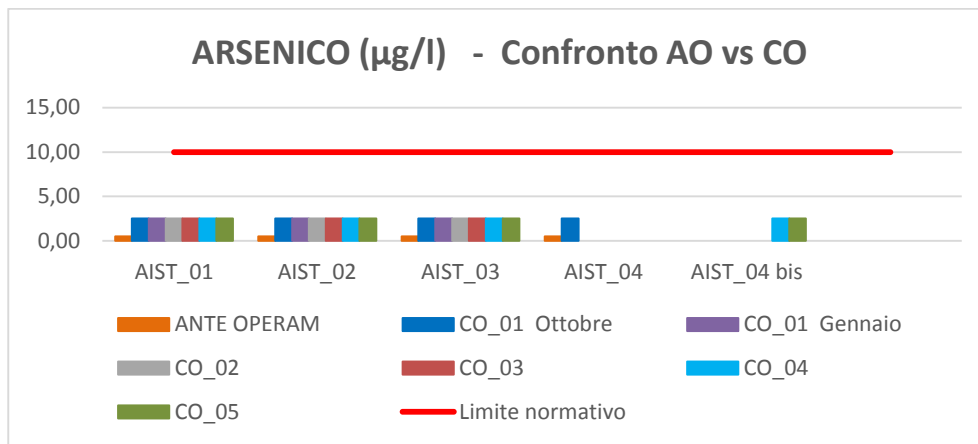 ARSENICO (µg/l)   -  Confronto AO vs CO
15,00
10,00
5,00
0,00
AIST_01 AIST_02 AIST_03 AIST_04 AIST_04 bis
ANTE OPERAM CO_01  Ottobre CO_01  Gennaio
CO_02 CO_03 CO_04
CO_05 Limite normativo